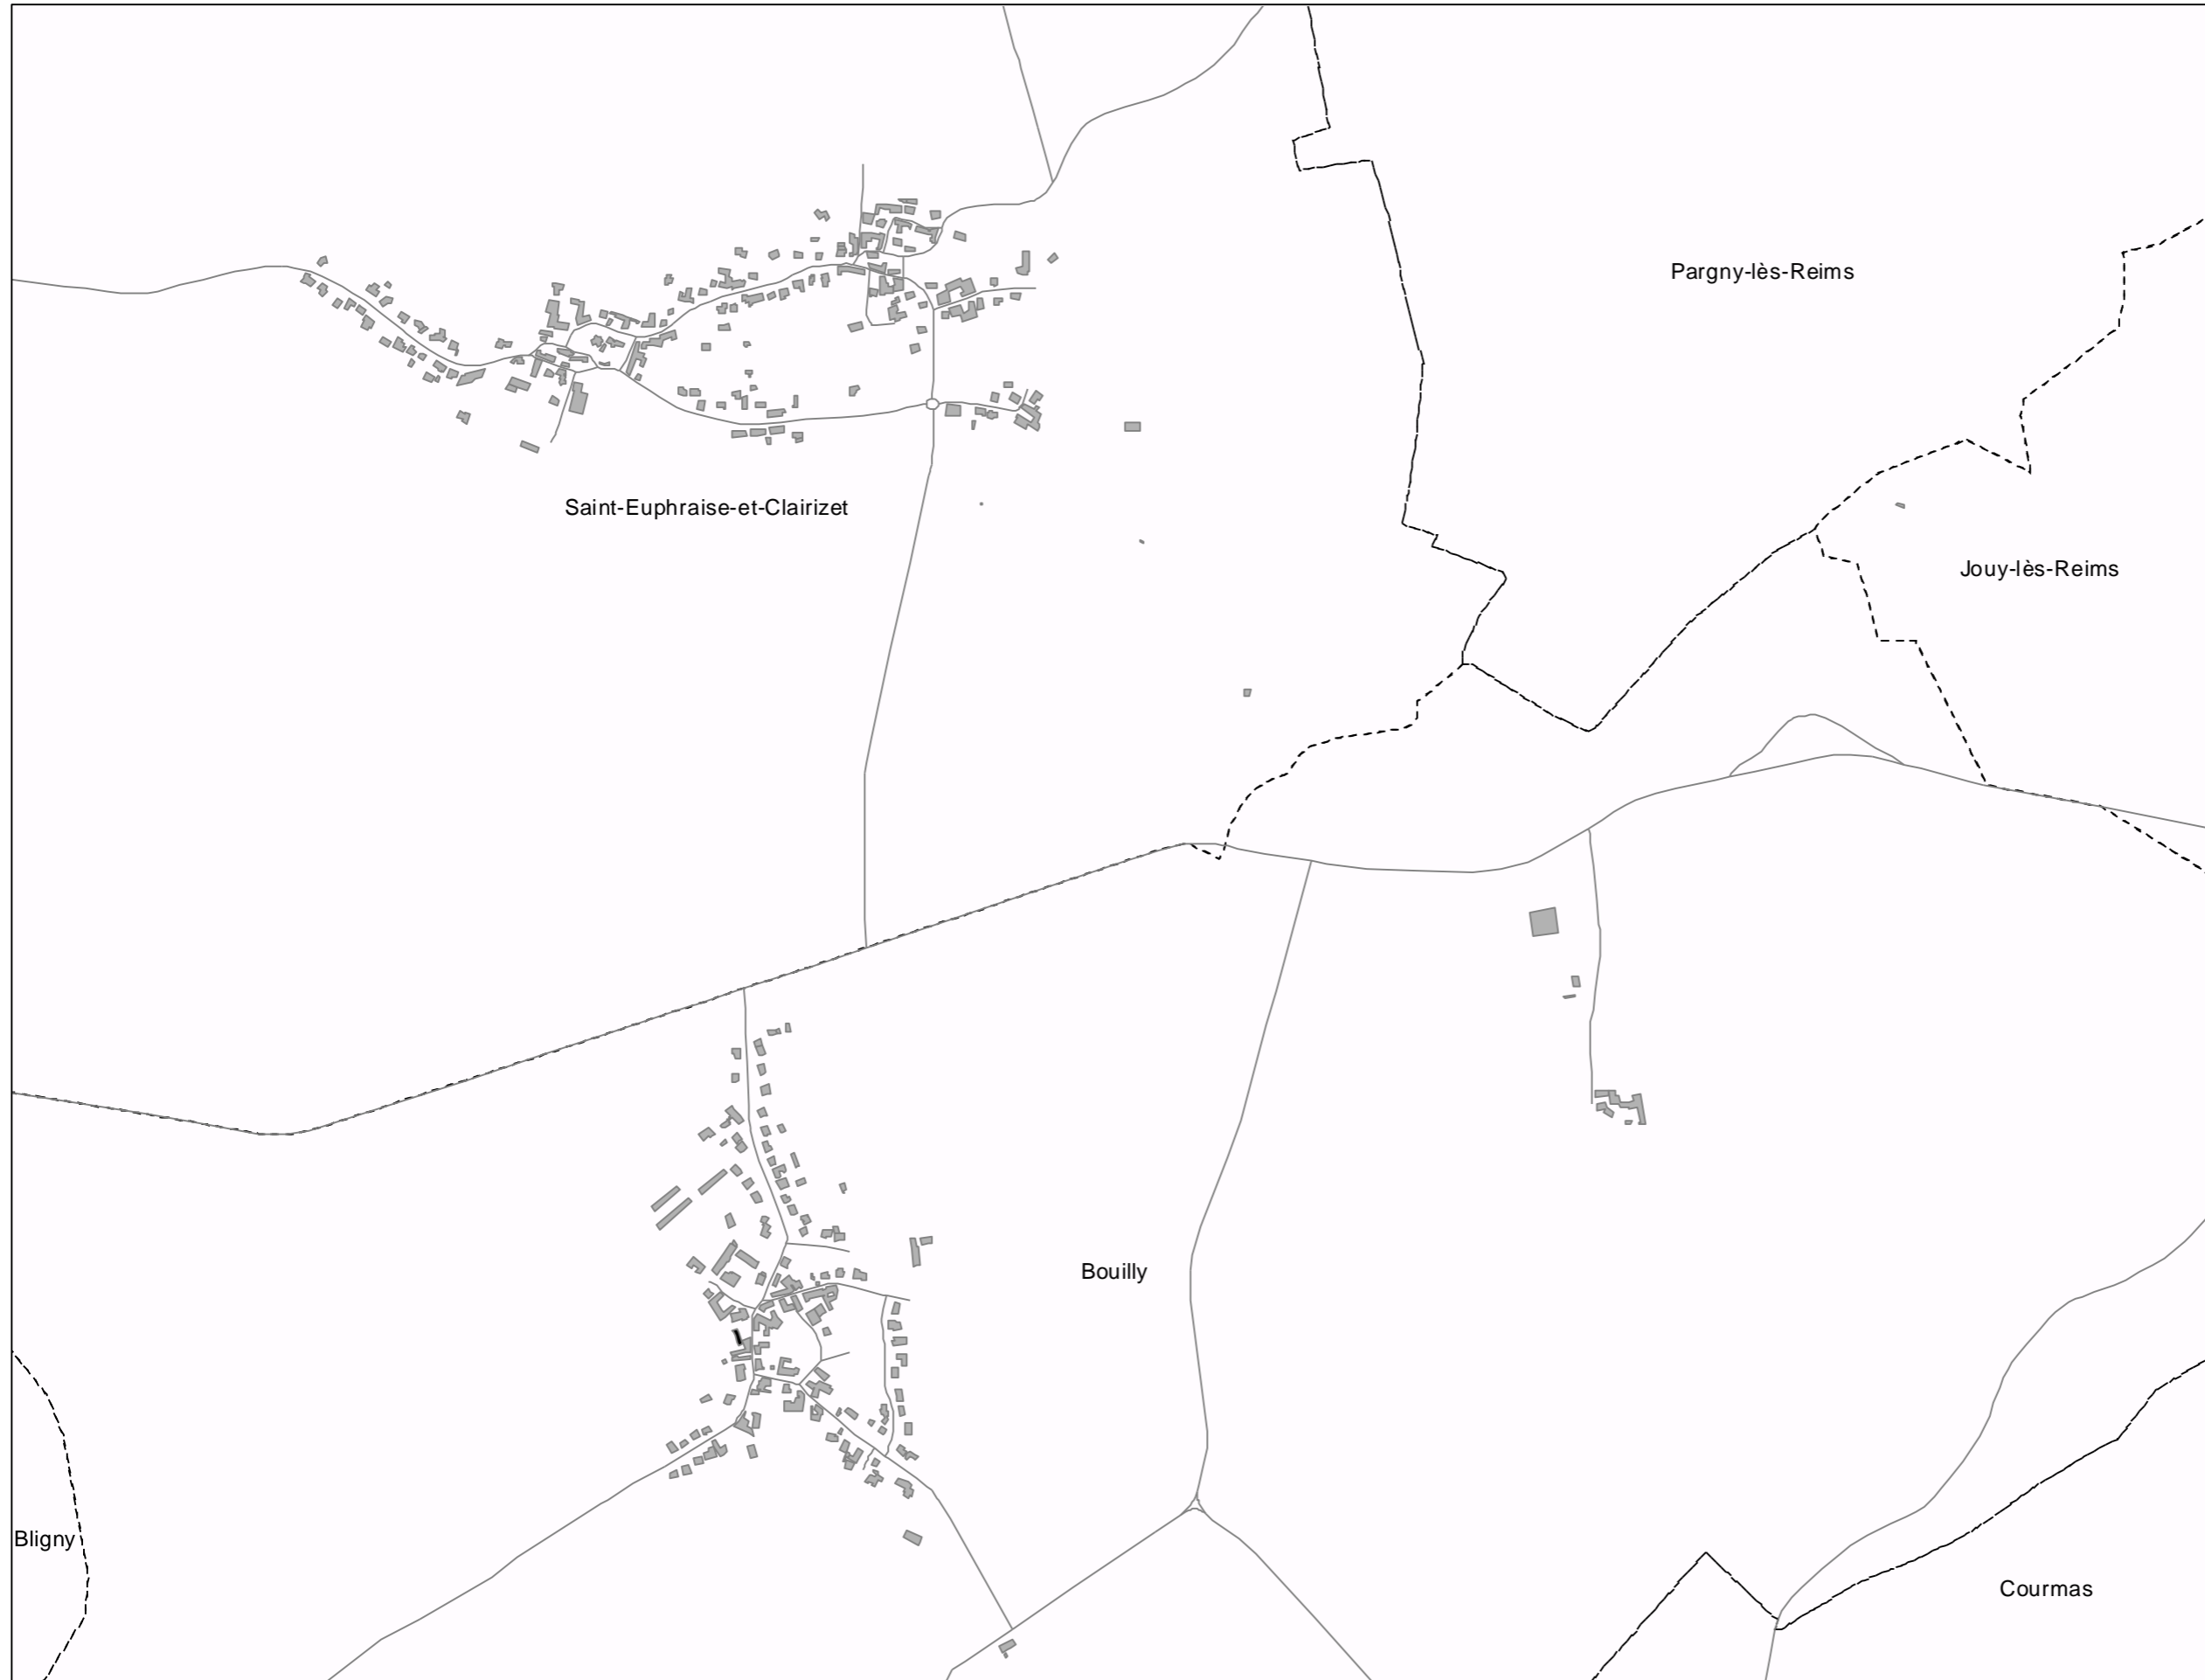 Pargny-lès-Reims
Saint-Euphraise-et-Clairizet
Jouy-lès-Reims
Bouilly
Bligny
Courmas